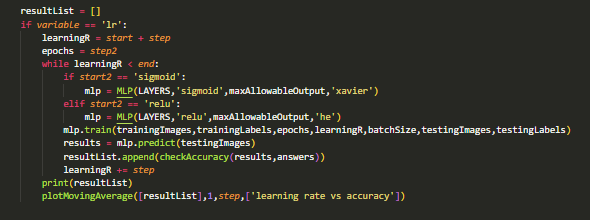 resultList = []
if variable == 'lr':
    learningR = start + step
    epochs = step2
    while learningR < end:
        if start2 == 'sigmoid':
            mlp = MLP(LAYERS,'sigmoid',maxAllowableOutput,'xavier')
        elif start2 == 'relu':
            mlp = MLP(LAYERS,'relu',maxAllowableOutput,'he')
        mlp.train(trainingImages,trainingLabels,epochs,learningR,batchSize,testingImages,testingLabels)
        results = mlp.predict(testingImages)
        resultList.append(checkAccuracy(results,answers))
        learningR += step
    print(resultList)
    plotMovingAverage([resultList],1,step,['learning rate vs accuracy'])